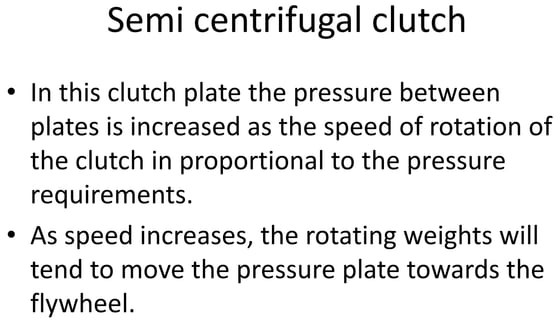 Semi centrifugal clutch
• In this clutch plate the pressure between
plates is increased as the speed of rotation of
the clutch in proportional to the pressure
requirements.
• As speed increases, the rotating weights will
tend to move the pressure plate towards the
flywheel.